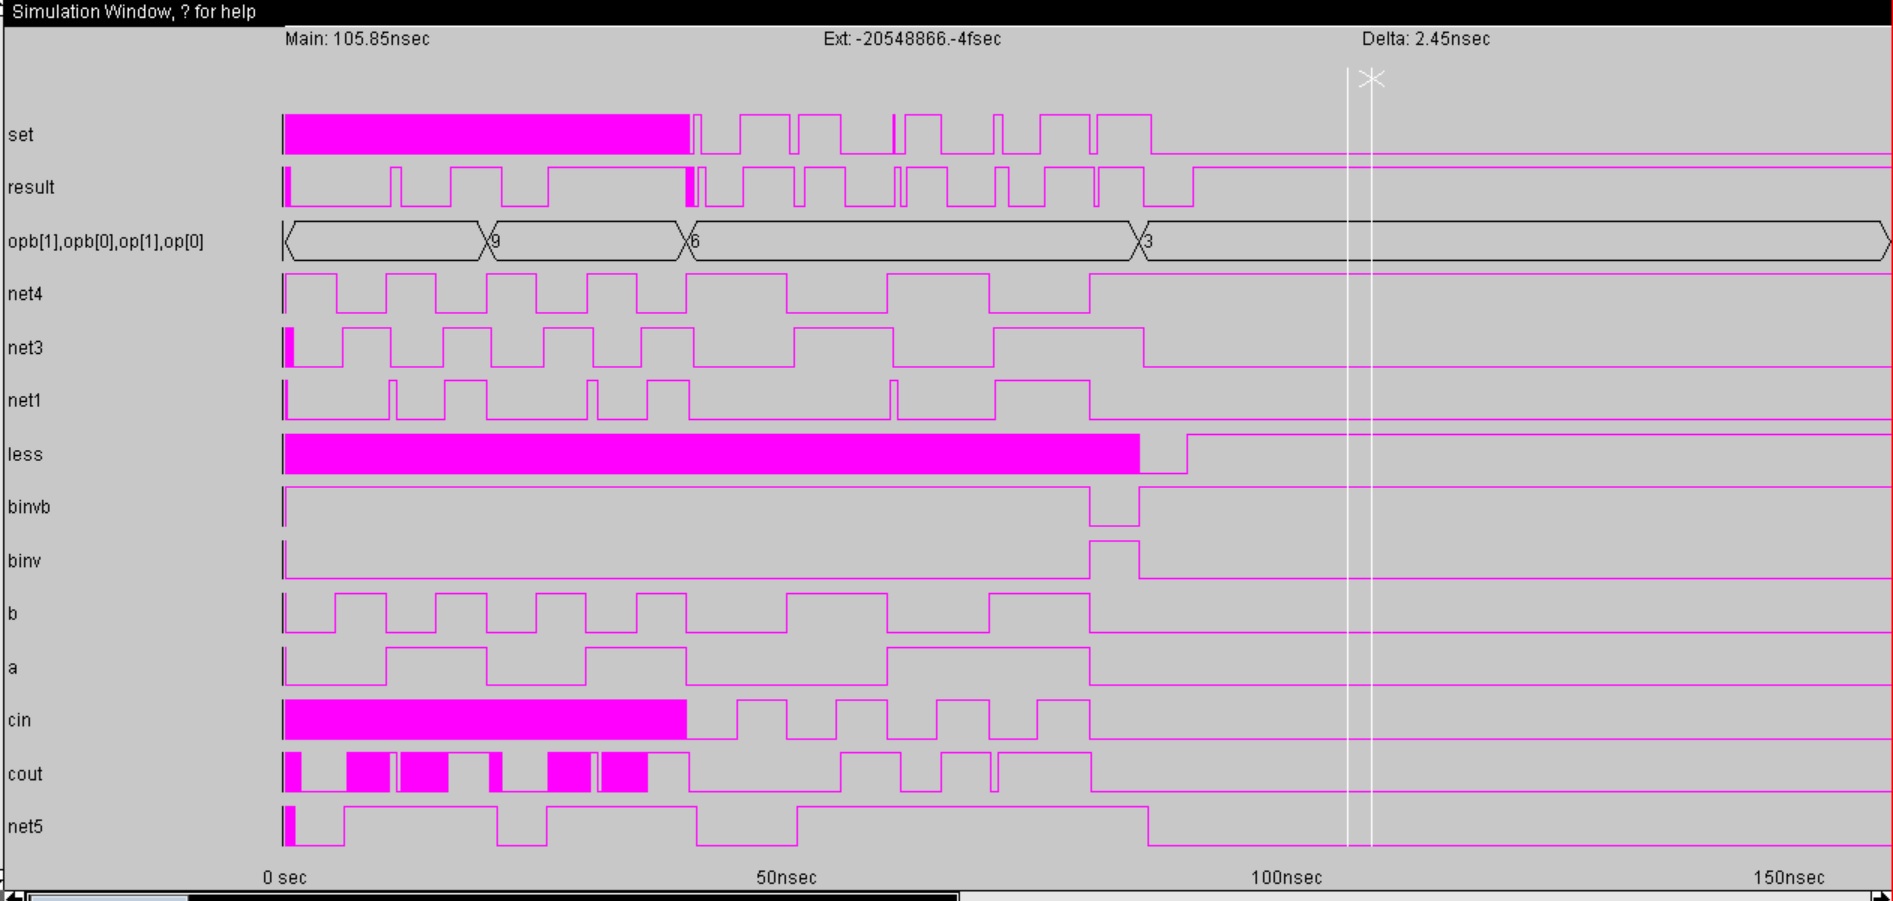 Simulation Window, ? for help
Main: 105.85nsec Ext: -20548866.-4fsec Delta: 2.45nsec
set
result
opb[1],opb[0],op[1],op[0] 9 6 3
net4
net3
net1
less
binvb
binv
b
a
cin
cout
net5
0 sec 50nsec 100nsec 150nsec